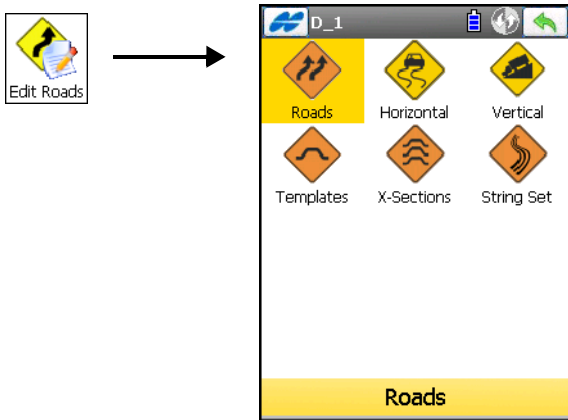 Edit Roads
D_1
Roads Horizontal Vertical
Templates X-Sections String Set
Roads